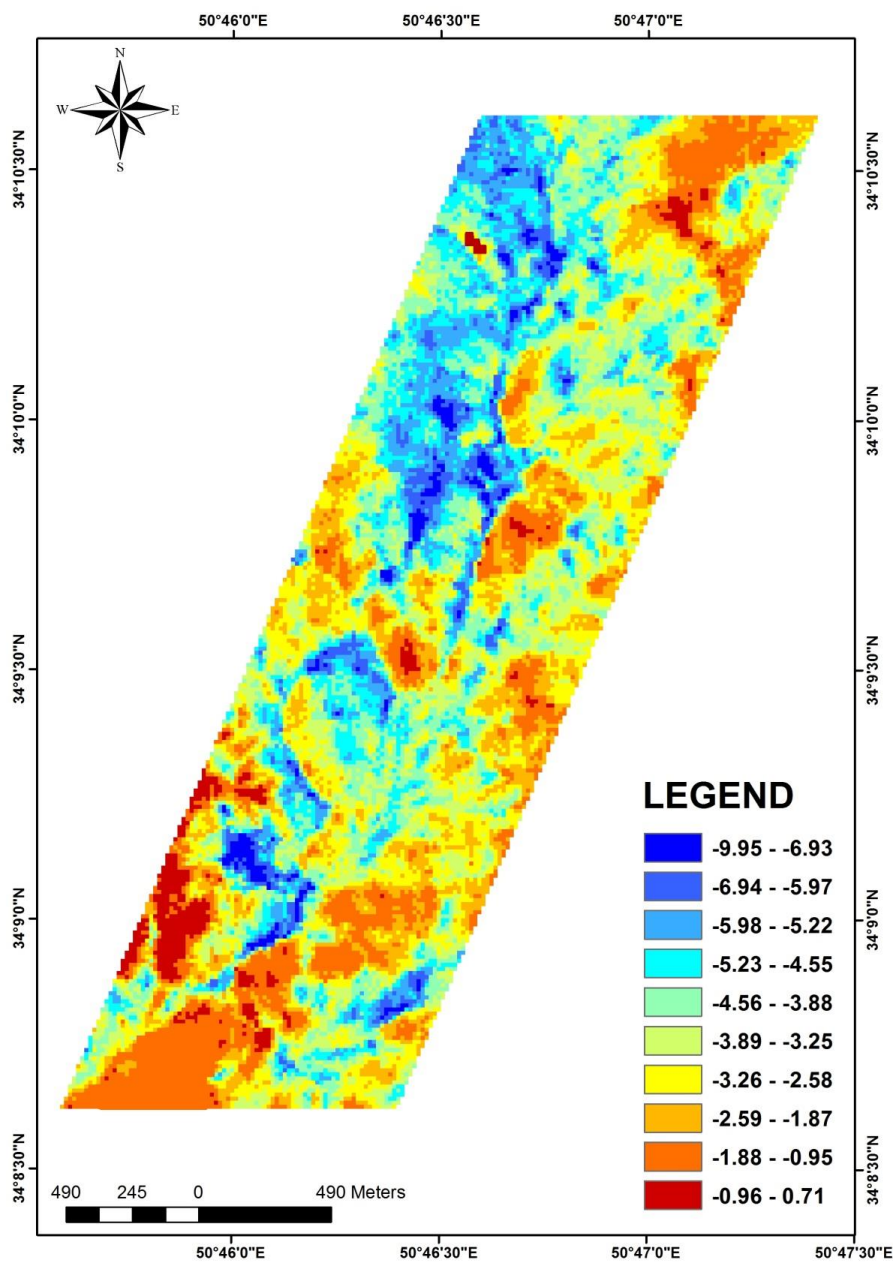 50°46'0"E 50°46'30"E 50°47'0"E
N
W E
S
34°10'30"N 34°10'30"N
34°10'0"N 34°10'0"N
34°9'30"N 34°9'30"N
LEGEND
-9.95 - -6.93
-6.94 - -5.97
-5.98 - -5.22
34°9'0"N 34°9'0"N
-5.23 - -4.55
-4.56 - -3.88
-3.89 - -3.25
-3.26 - -2.58
-2.59 - -1.87
34°8'30"N 34°8'30"N
-1.88 - -0.95
490 245 0 490 Meters
-0.96 - 0.71
50°46'0"E 50°46'30"E 50°47'0"E 50°47'30"E